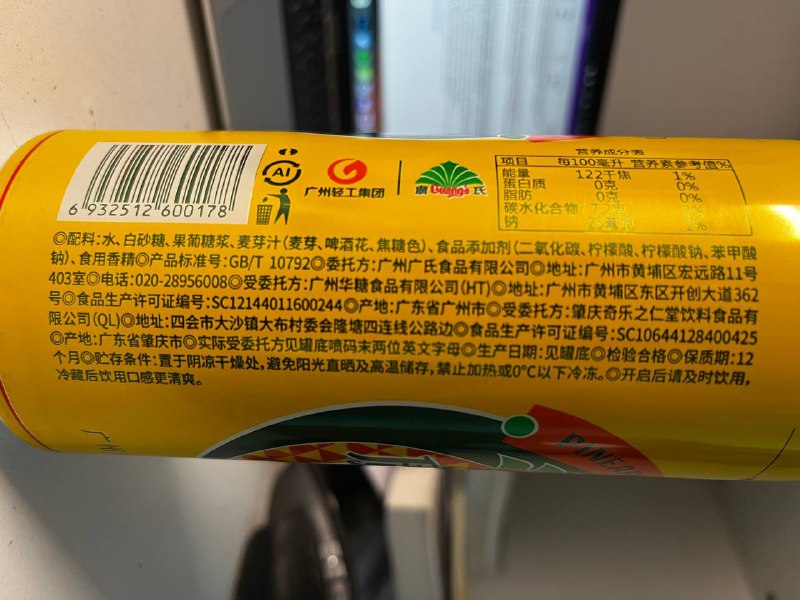 6 932512 600178
Al
广州轻工集团
廣 Guang's 氏
营养成分表
项目 每100毫升 营养素参考值%
能量 122千焦 1%
蛋白质 0克 0%
脂肪 0克 0%
碳水化合物
钠 1%
◎配料:水、白砂糖、果葡糖浆、麦芽汁(麦芽、啤酒花、焦糖色)、食品添加剂(二氧化碳、柠檬酸、柠檬酸钠、苯甲酸
钠)、食用香精◎产品标准号:GB/T 10792◎委托方:广州广氏食品有限公司◎地址:广州市黄埔区宏远路11号
403室◎电话:020-28956008◎受委托方:广州华糖食品有限公司(HT)◎地址:广州市黄埔区东区开创大道362
号◎食品生产许可证编号:SC12144011600244◎产地:广东省广州市◎受委托方:肇庆奇乐之仁堂饮料食品有
限公司(QL)◎地址:四会市大沙镇大布村委会隆塘四连线公路边◎食品生产许可证编号:SC10644128400425
◎产地:广东省肇庆市◎实际受委托方见罐底喷码末两位英文字母◎生产日期:见罐底◎检验合格◎保质期:12
个月◎贮存条件:置于阴凉干燥处,避免阳光直晒及高温储存,禁止加热或0°C以下冷冻。◎开启后请及时饮用,
冷藏后饮用口感更清爽。